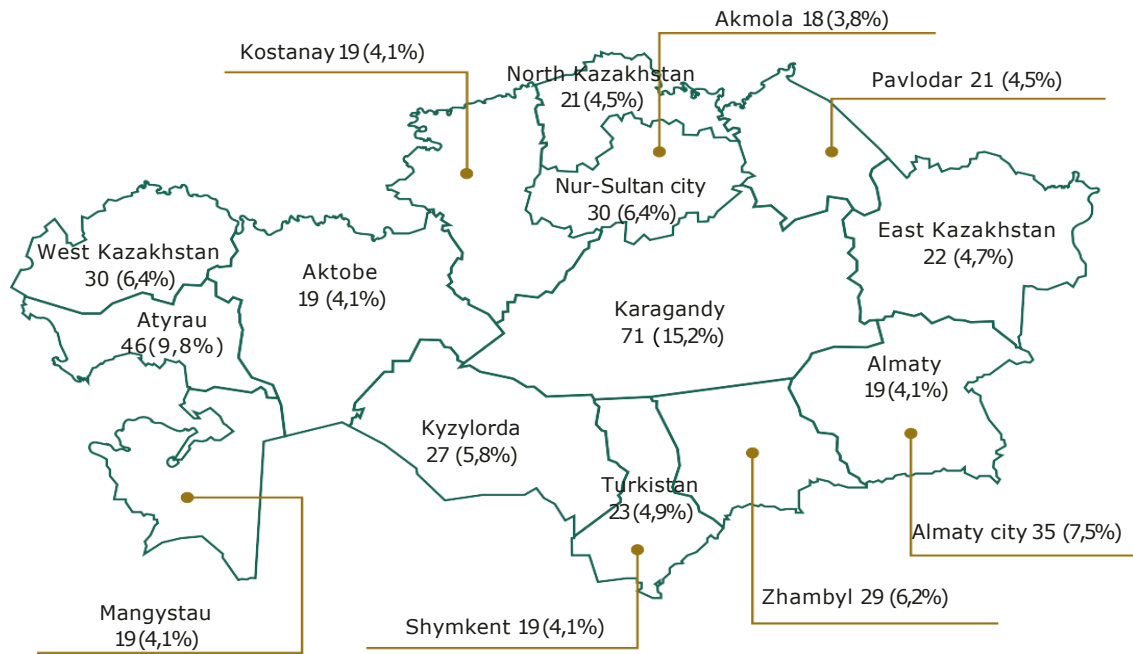 Akmola 18 (3,8%)
Kostanay 19 (4,1%)
North Kazakhstan
21 (4,5%)
Pavlodar 21 (4,5%)
Nur-Sultan city
30 (6,4%)
East Kazakhstan
22 (4,7%)
West Kazakhstan
30 (6,4%)
Aktobe
19 (4,1%)
Karagandy
71 (15,2%)
Atyrau
46 (9,8%)
Almaty
19 (4,1%)
Kyzylorda
27 (5,8%)
Turkistan
23 (4,9%)
Almaty city 35 (7,5%)
Zhambyl 29 (6,2%)
Mangystau
19 (4,1%)
Shymkent 19 (4,1%)